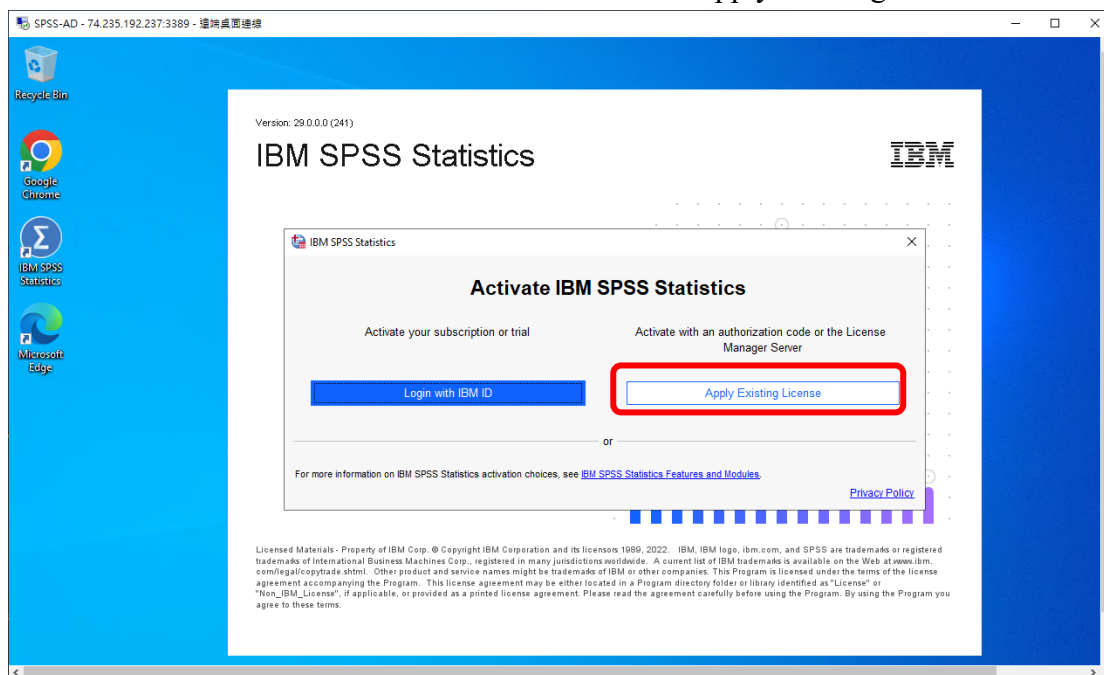 apply
SPSS-AD - 74.235.192.237:3389 - 遠端桌面連線
Recycle Bin
Google
Chrome
IBM SPSS
Statistics
Microsoft
Edge
Version: 29.0.0.0 (241)
IBM SPSS Statistics
IBM
IBM SPSS Statistics
Activate IBM SPSS Statistics
Activate your subscription or trial
Activate with an authorization code or the License
Manager Server
Login with IBM ID
Apply Existing License
or
For more information on IBM SPSS Statistics activation choices, see IBM SPSS Statistics Features and Modules.
Privacy Policy
Licensed Materials - Property of IBM Corp. © Copyright IBM Corporation and its licensors 1989, 2022. IBM, IBM logo, ibm.com, and SPSS are trademarks or registered
trademarks of International Business Machines Corp., registered in many jurisdictions worldwide. A current list of IBM trademarks is available on the Web at www.ibm.
com/legal/copytrade.shtml. Other product and service names might be trademarks of IBM or other companies. This Program is licensed under the terms of the license
agreement accompanying the Program. This license agreement may be either located in a Program directory folder or library identified as "License" or
"Non_IBM_License", if applicable, or provided as a printed license agreement. Please read the agreement carefully before using the Program. By using the Program you
agree to these terms.